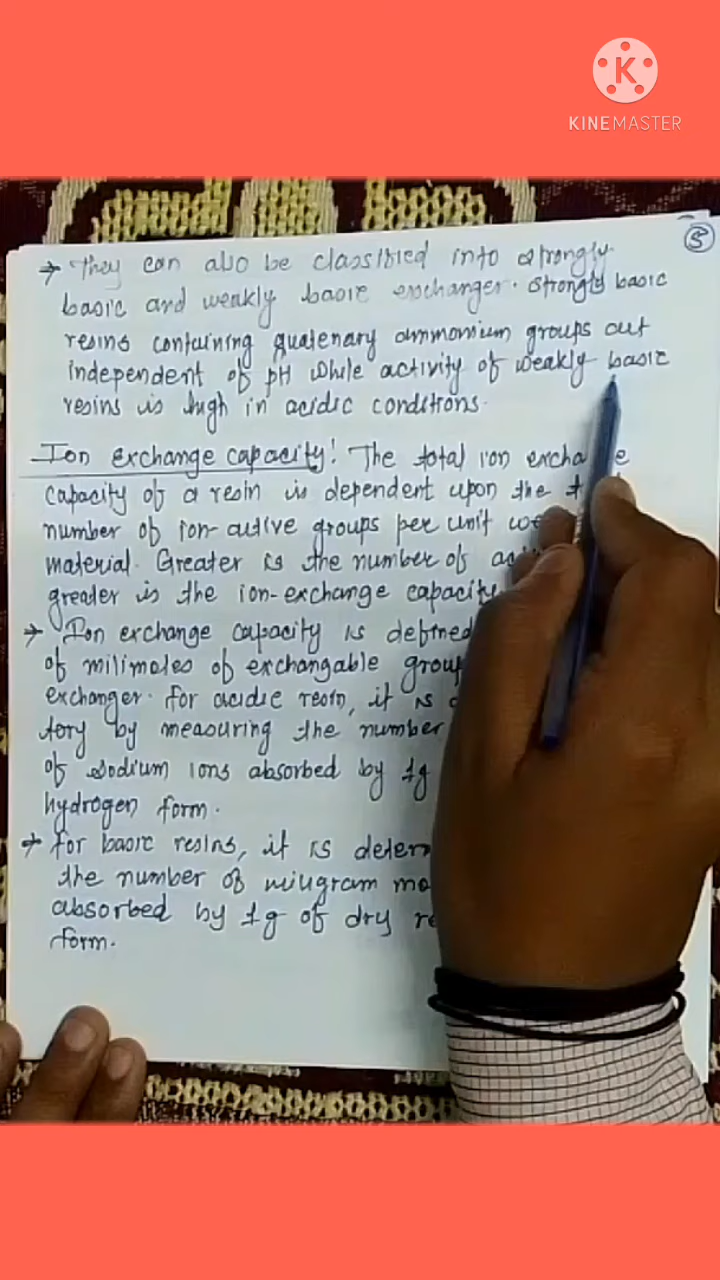 KINEMASTER
5
→ They can also be classified into strongly
basic and weakly basic exchanger. Strongly basic
resins containing quatenary ammonium groups act
independent of pH while activity of weakly basic
resins is high in acidic conditions.
Ion exchange capacity! The total ion excha e
capacity of a resin is dependent upon the
number of ion-active groups per unit
material. Greater is the number of
greater is the ion-exchange capacity
→ Ion exchange capacity is defined
of milimoles of exchangable group
exchanger. for acidic resin, it is
tory by measuring the number
of sodium ions absorbed by 1g
hydrogen form.
→ for basic resins, it is
the number of miligram
absorbed by 1g of dry
form.